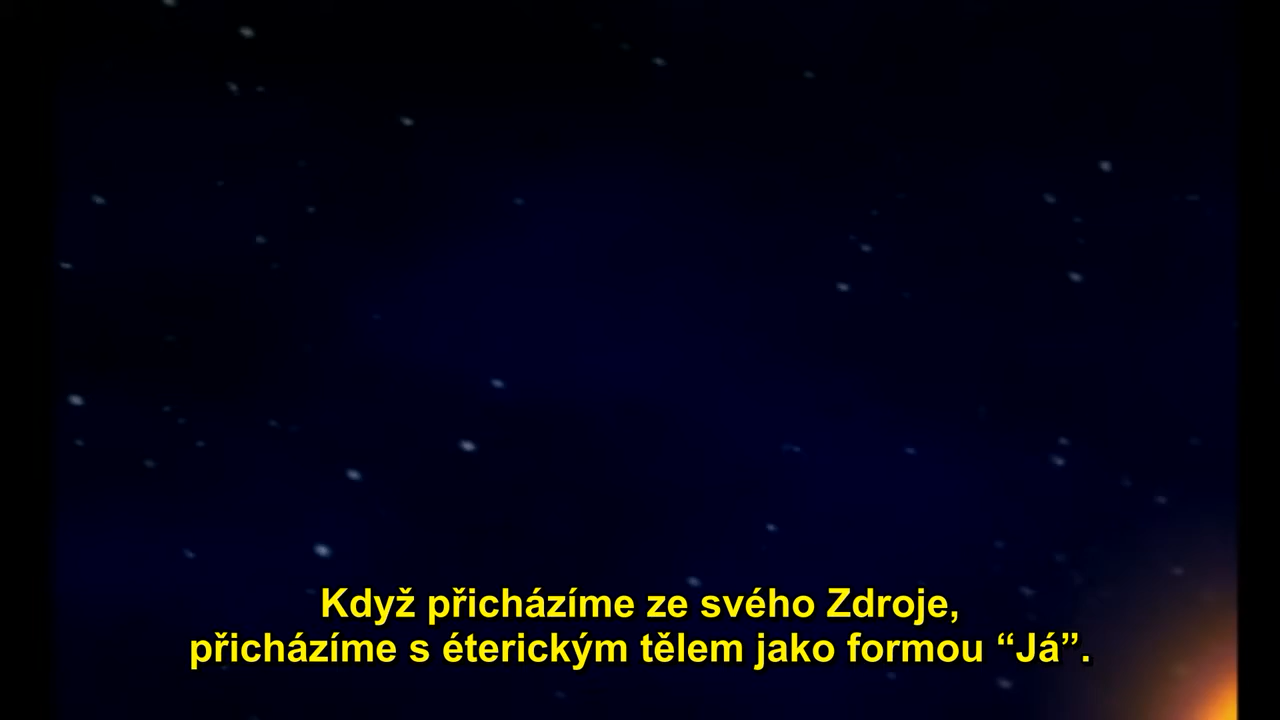 Když přicházíme ze svého Zdroje,
přicházíme s éterickým tělem jako formou “Já”.